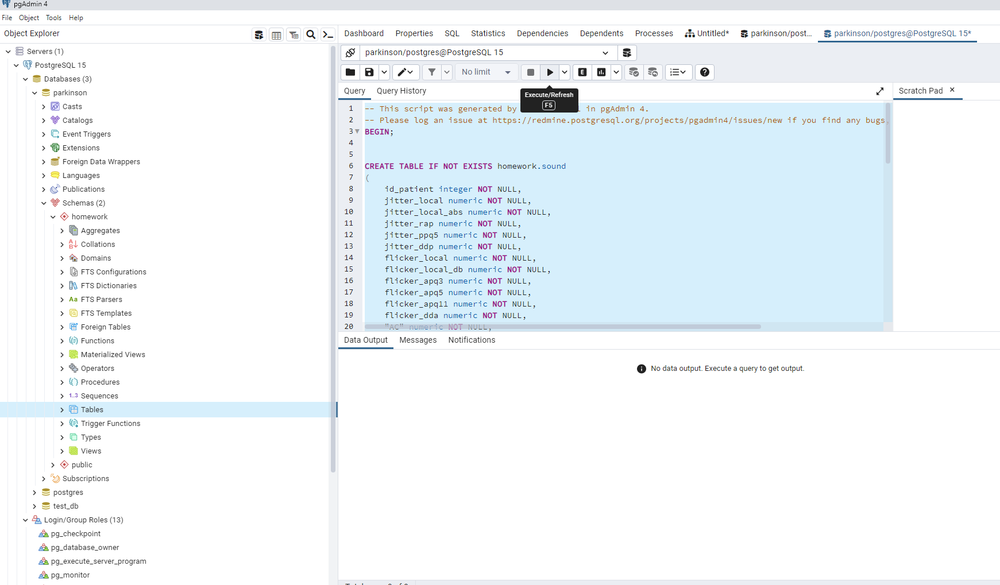 pgAdmin 4
File Object Tools Help
Object Explorer
Servers (1)
PostgreSQL 15
Databases (3)
parkinson
Casts
Catalogs
Event Triggers
Extensions
Foreign Data Wrappers
Languages
Publications
Schemas (2)
homework
Aggregates
Collations
Domains
FTS Configurations
FTS Dictionaries
Aa FTS Parsers
FTS Templates
Foreign Tables
Functions
Materialized Views
Operators
Procedures
1..3 Sequences
Tables
Trigger Functions
Types
Views
public
Subscriptions
postgres
test_db
Login/Group Roles (13)
pg_checkpoint
pg_database_owner
pg_execute_server_program
pg_monitor
Dashboard Properties SQL Statistics Dependencies Dependents Processes Untitled* parkinson/post... parkinson/postgres@PostgreSQL 15*
parkinson/postgres@PostgreSQL 15
No limit E
Query Query History
Execute/Refresh
F5
Scratch Pad
1 -- This script was generated by in pgAdmin 4.
2 -- Please log an issue at https://redmine.postgresql.org/projects/pgadmin4/issues/new if you find any bugs,
3 BEGIN;
4
5
6 CREATE TABLE IF NOT EXISTS homework.sound
7 (
8 id_patient integer NOT NULL,
9 jitter_local numeric NOT NULL,
10 jitter_local_abs numeric NOT NULL,
11 jitter_rap numeric NOT NULL,
12 jitter_ppq5 numeric NOT NULL,
13 jitter_ddp numeric NOT NULL,
14 flicker_local numeric NOT NULL,
15 flicker_local_db numeric NOT NULL,
16 flicker_apq3 numeric NOT NULL,
17 flicker_apq5 numeric NOT NULL,
18 flicker_apq11 numeric NOT NULL,
19 flicker_dda numeric NOT NULL,
20 "AC" numeric NOT NULL,
Data Output Messages Notifications
No data output. Execute a query to get output.